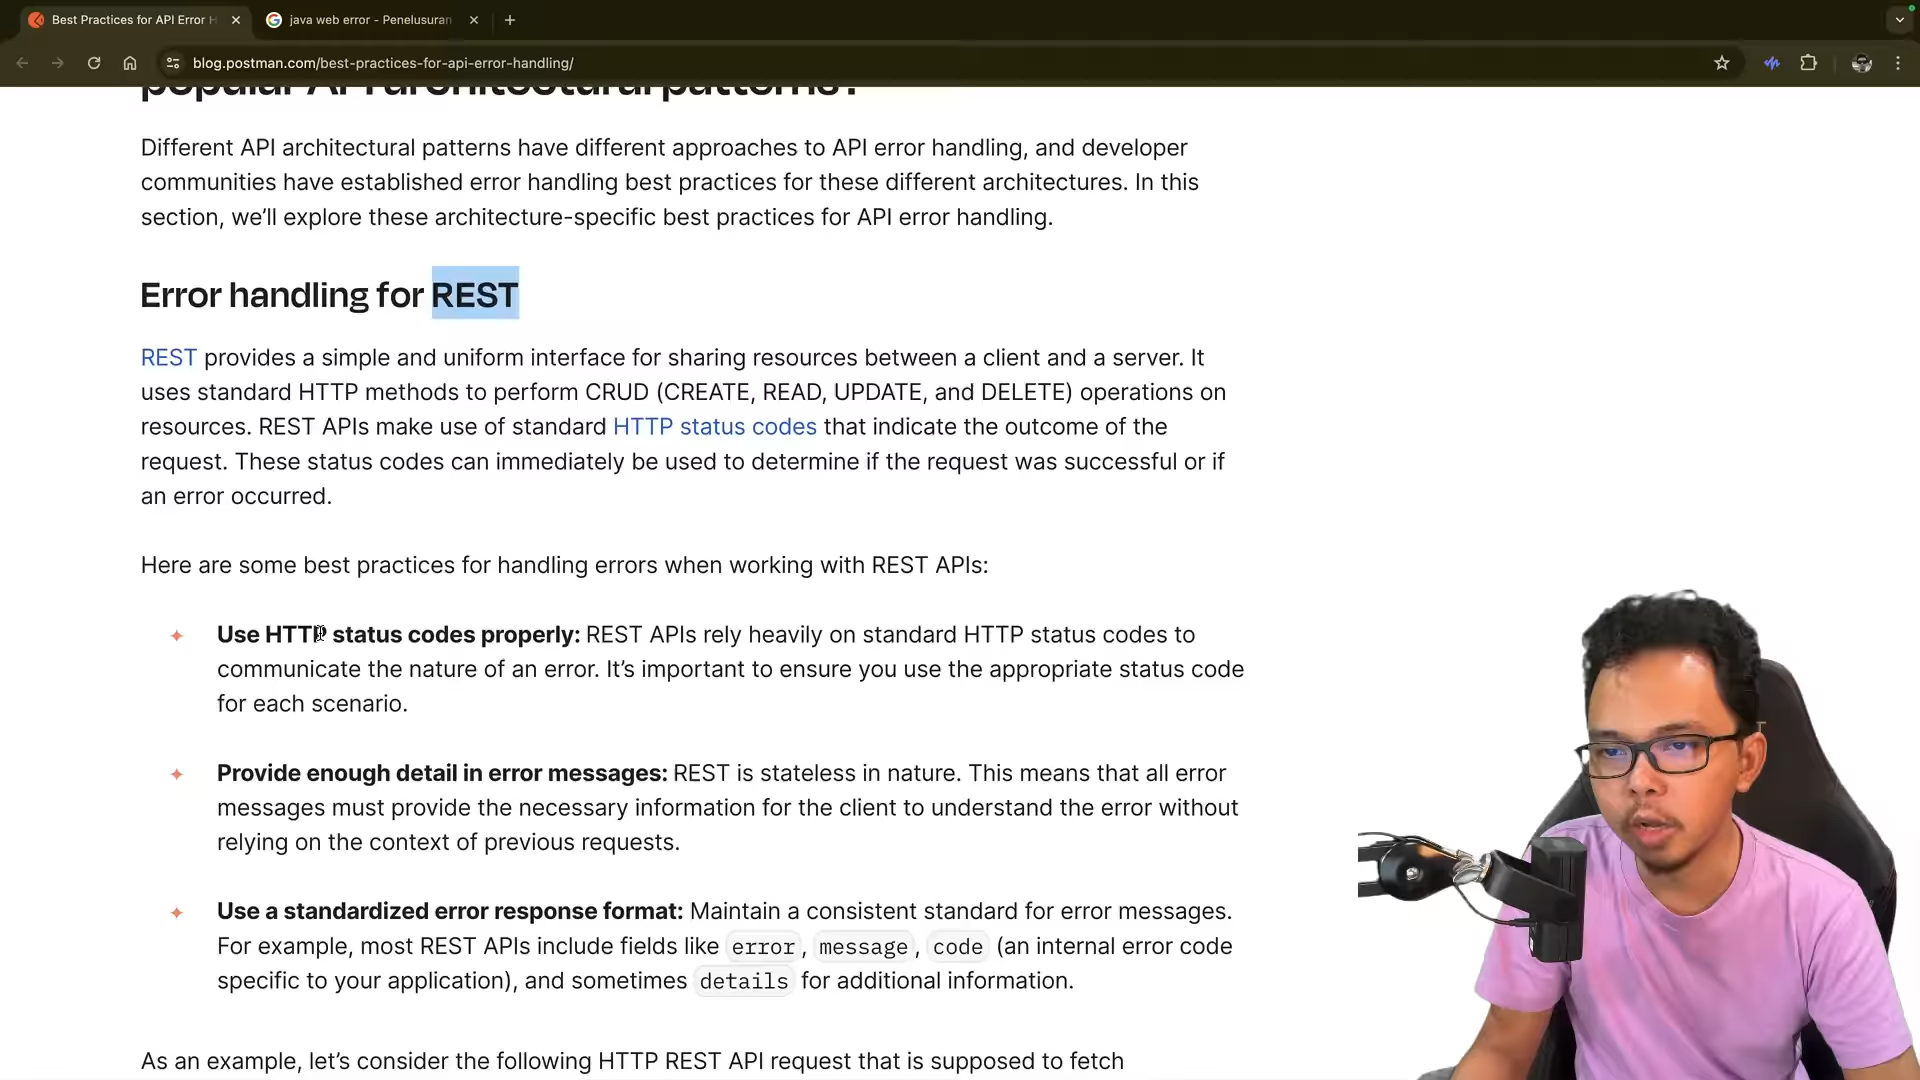 Best Practices for API Error H
java web error - Penelusuran
blog.postman.com/best-practices-for-api-error-handling/
popular API architectural patterns?
Different API architectural patterns have different approaches to API error handling, and developer
communities have established error handling best practices for these different architectures. In this
section, we’ll explore these architecture-specific best practices for API error handling.
Error handling for REST
REST provides a simple and uniform interface for sharing resources between a client and a server. It
uses standard HTTP methods to perform CRUD (CREATE, READ, UPDATE, and DELETE) operations on
resources. REST APIs make use of standard HTTP status codes that indicate the outcome of the
request. These status codes can immediately be used to determine if the request was successful or if
an error occurred.
Here are some best practices for handling errors when working with REST APIs:
Use HTTP status codes properly: REST APIs rely heavily on standard HTTP status codes to
communicate the nature of an error. It’s important to ensure you use the appropriate status code
for each scenario.
Provide enough detail in error messages: REST is stateless in nature. This means that all error
messages must provide the necessary information for the client to understand the error without
relying on the context of previous requests.
Use a standardized error response format: Maintain a consistent standard for error messages.
For example, most REST APIs include fields like error, message, code (an internal error code
specific to your application), and sometimes details for additional information.
As an example, let’s consider the following HTTP REST API request that is supposed to fetch